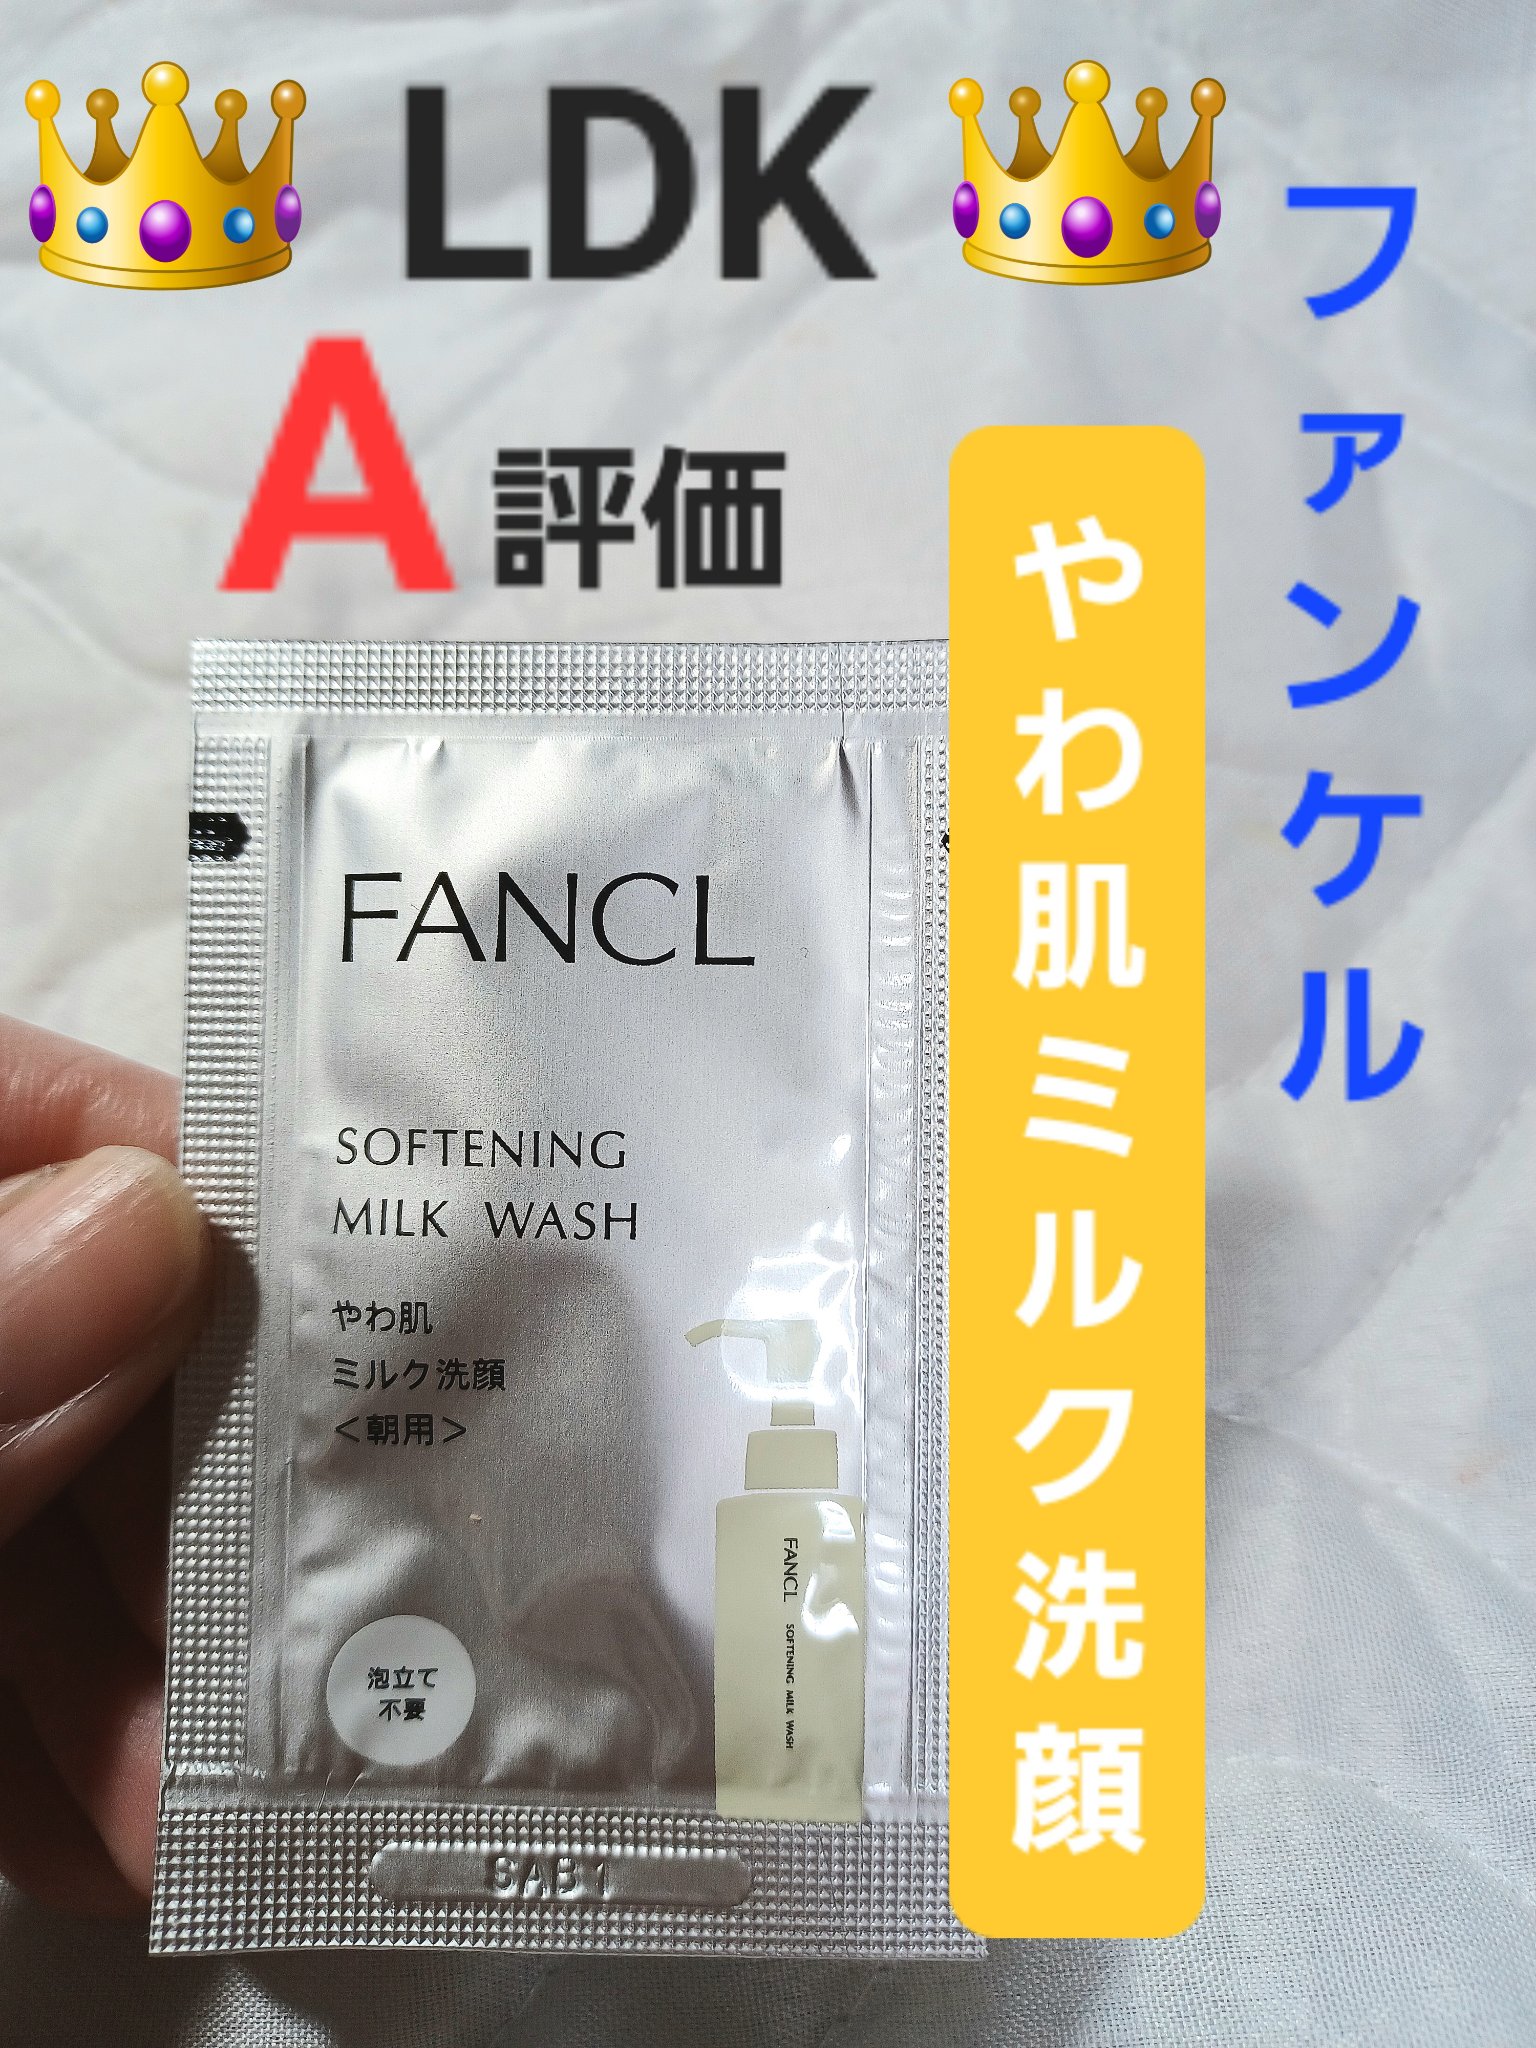 LDK
A評価
ファンケル
やわ肌ミルク洗顔
FANCL
SOFTENING
MILK WASH
やわ肌
ミルク洗顔
＜朝用＞
泡立て
不要
FANCL SOFTENING MILK WASH